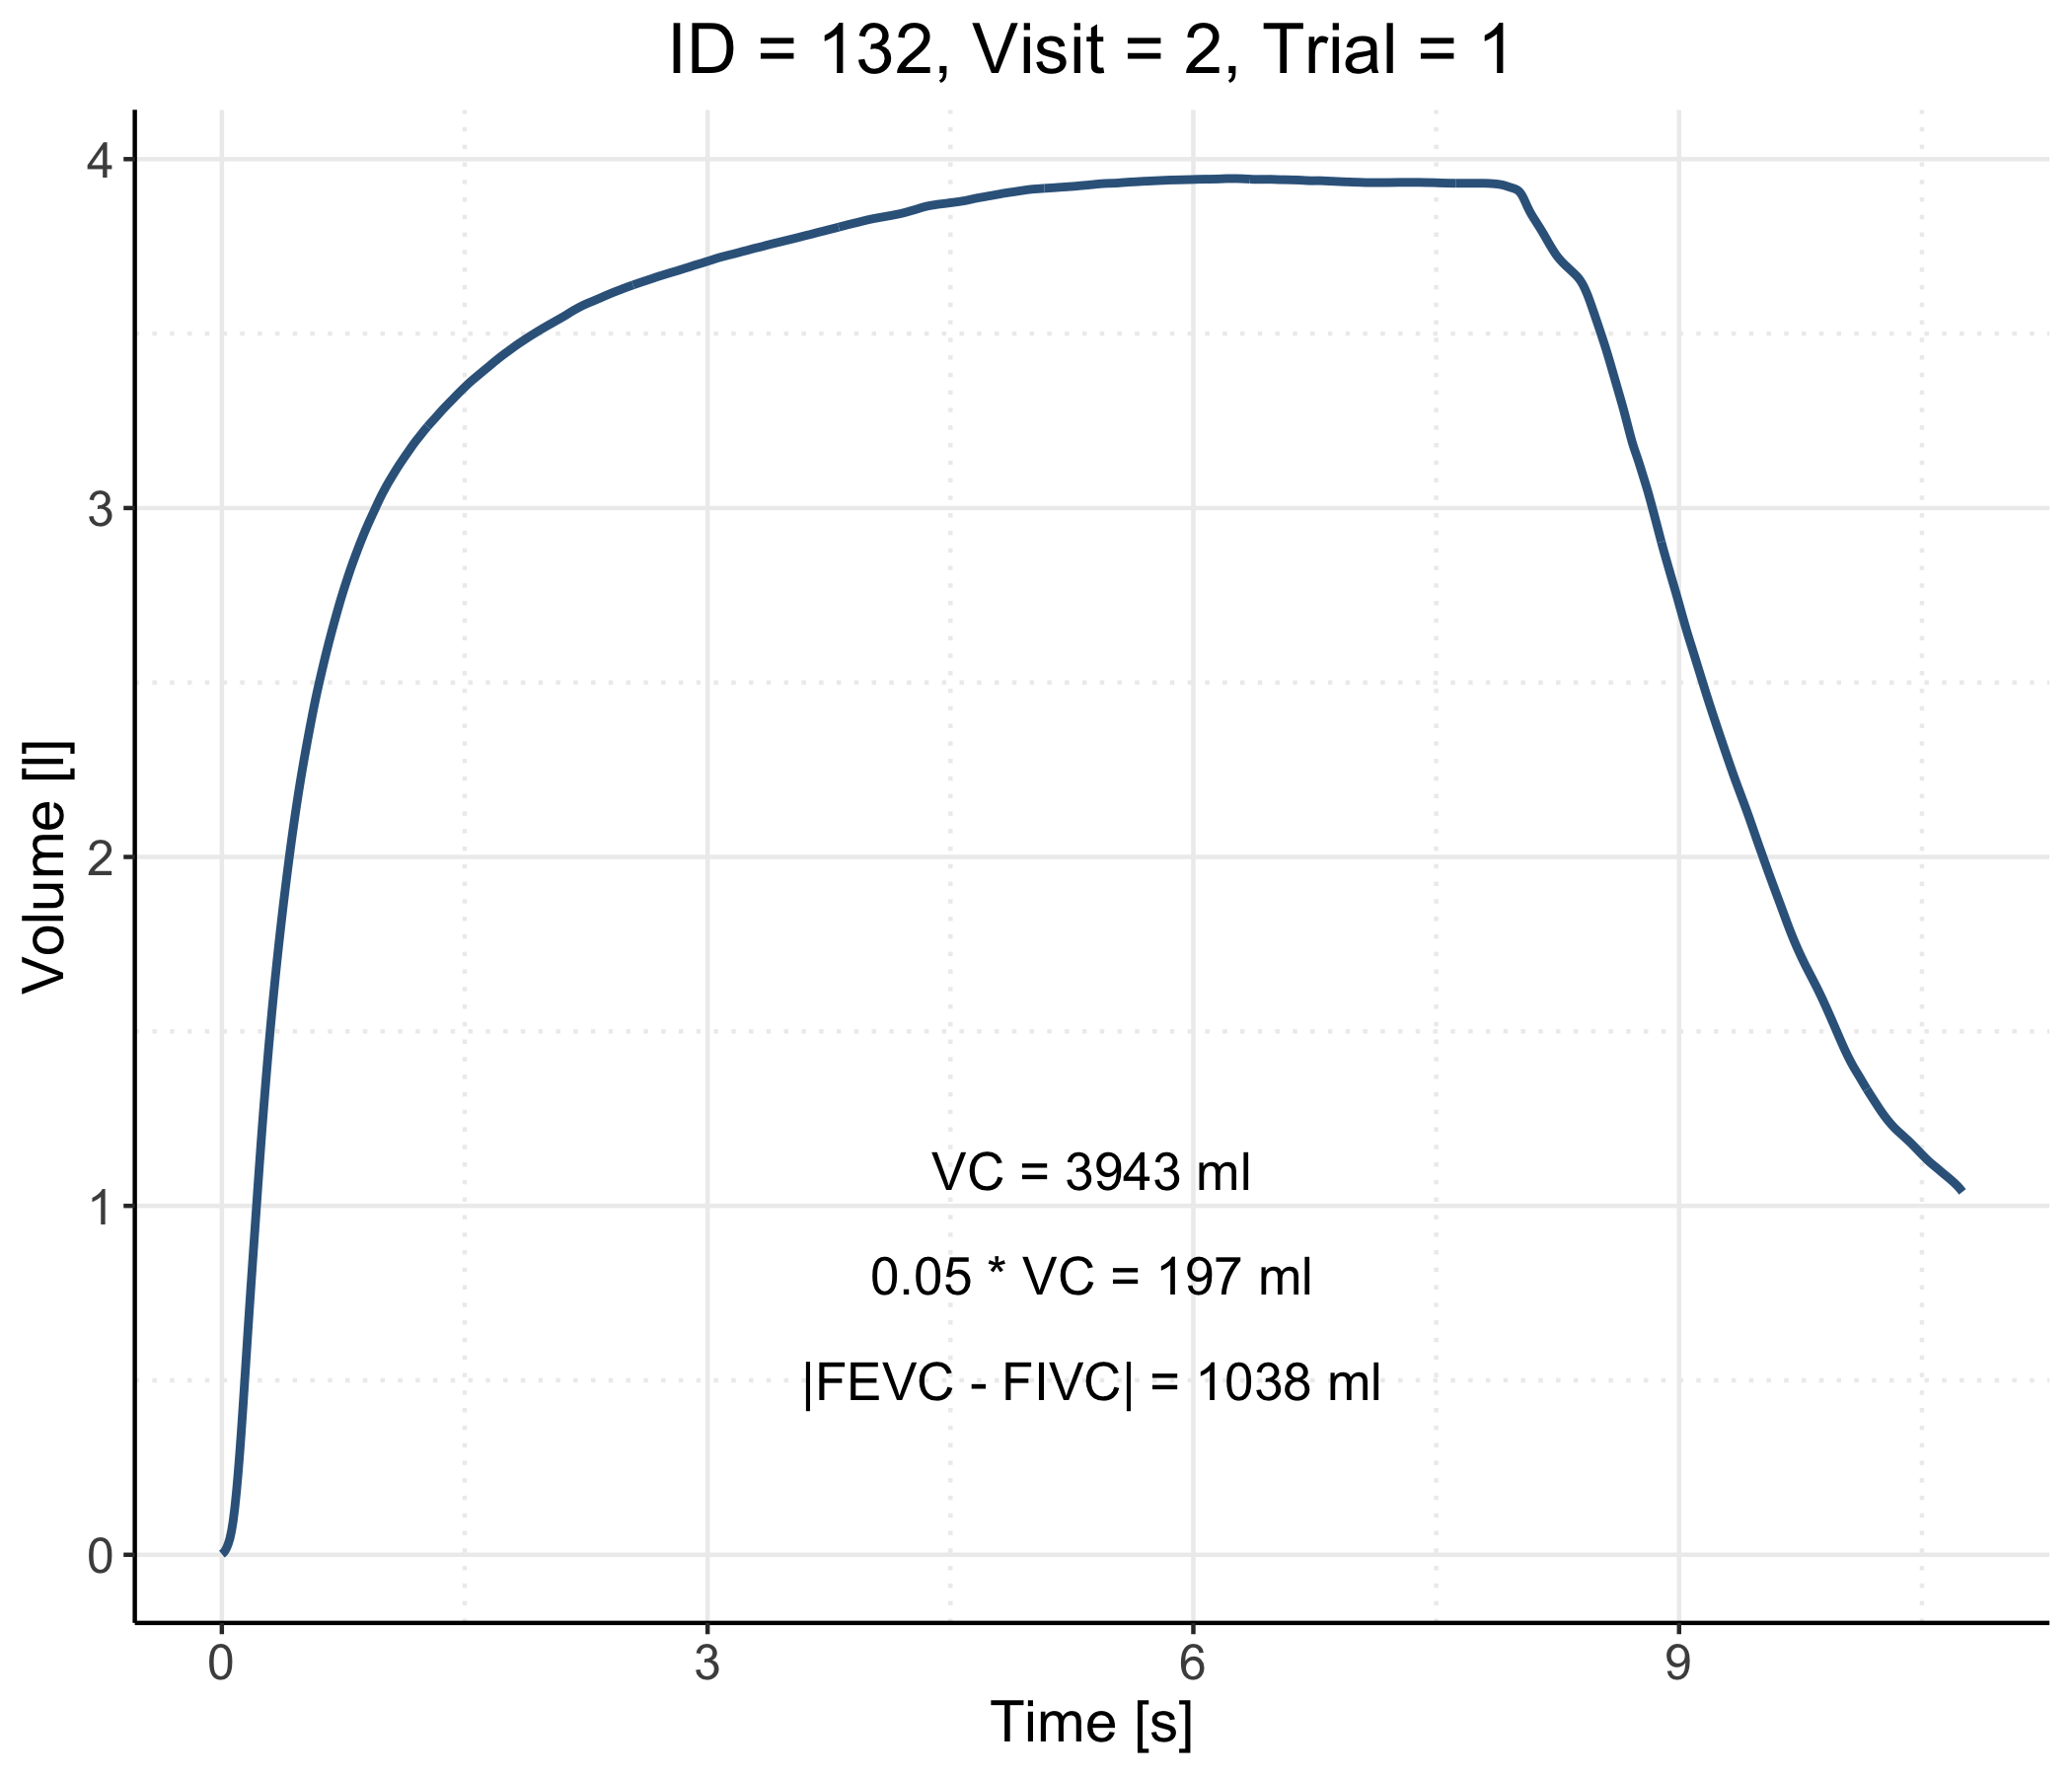 ID = 132, Visit = 2, Trial = 1
4
3
2
1
0
Volume [l]
VC = 3943 ml
0.05 * VC = 197 ml
|FEVC - FIVC| = 1038 ml
0 3 6 9
Time [s]